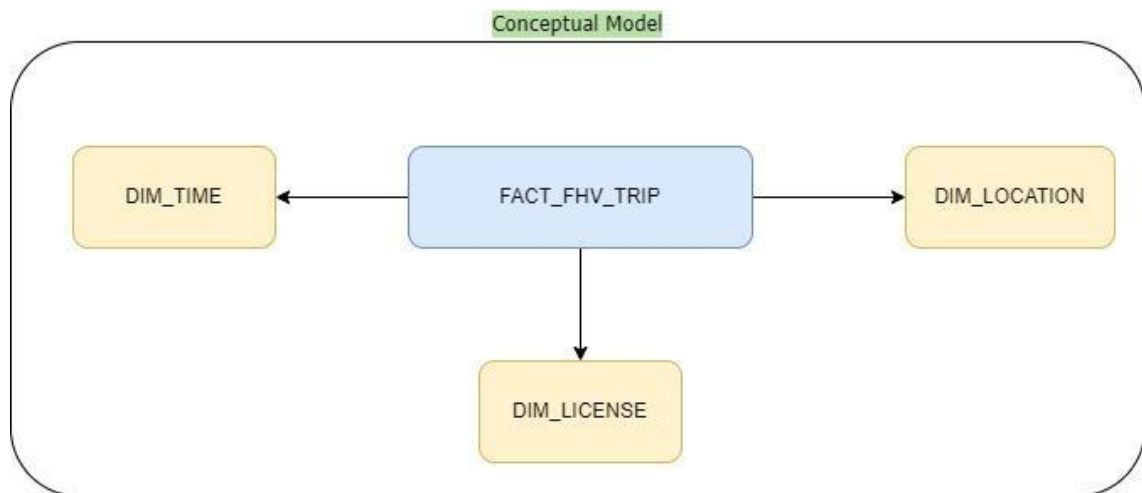 Conceptual Model
DIM_TIME
FACT_FHV_TRIP
DIM_LOCATION
DIM_LICENSE